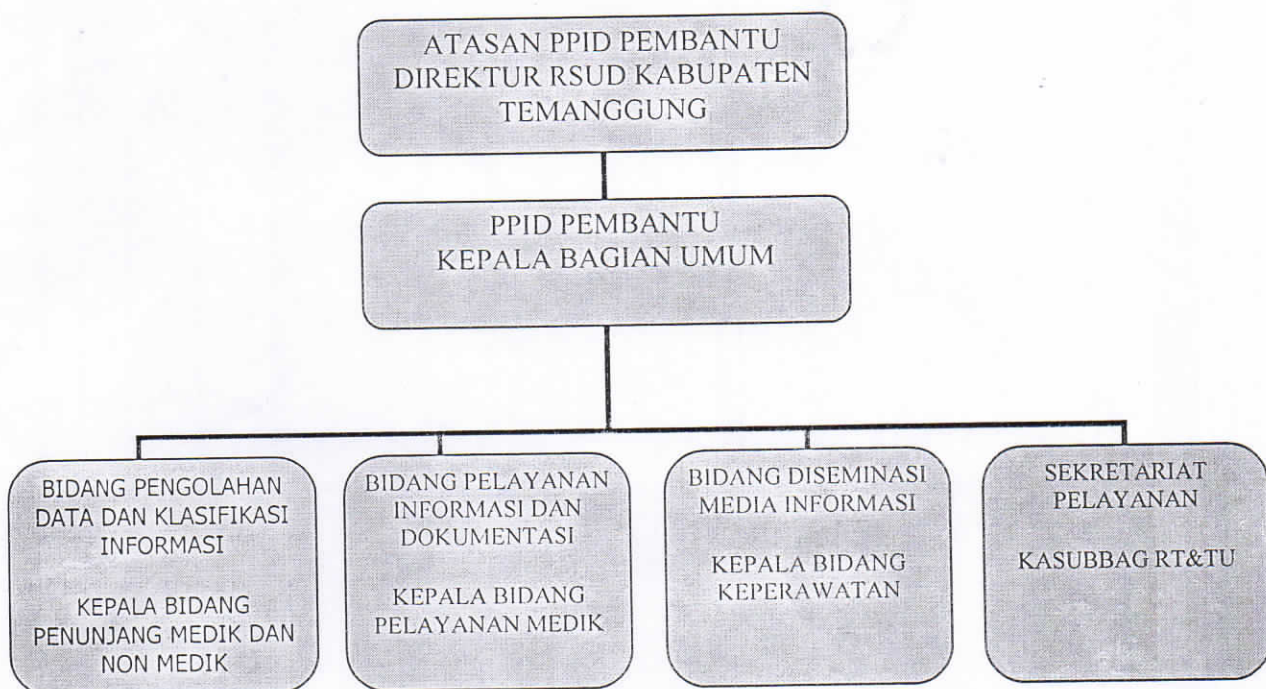 ATASAN PPID PEMBANTU
DIREKTUR RSUD KABUPATEN
TEMANGGUNG
PPID PEMBANTU
KEPALA BAGIAN UMUM
BIDANG PENGOLAHAN
DATA DAN KLASIFIKASI
INFORMASI
KEPALA BIDANG
PENUNJANG MEDIK DAN
NON MEDIK
BIDANG PELAYANAN
INFORMASI DAN
DOKUMENTASI
KEPALA BIDANG
PELAYANAN MEDIK
BIDANG DISEMINASI
MEDIA INFORMASI
KEPALA BIDANG
KEPERAWATAN
SEKRETARIAT
PELAYANAN
KASUBBAG RT&TU